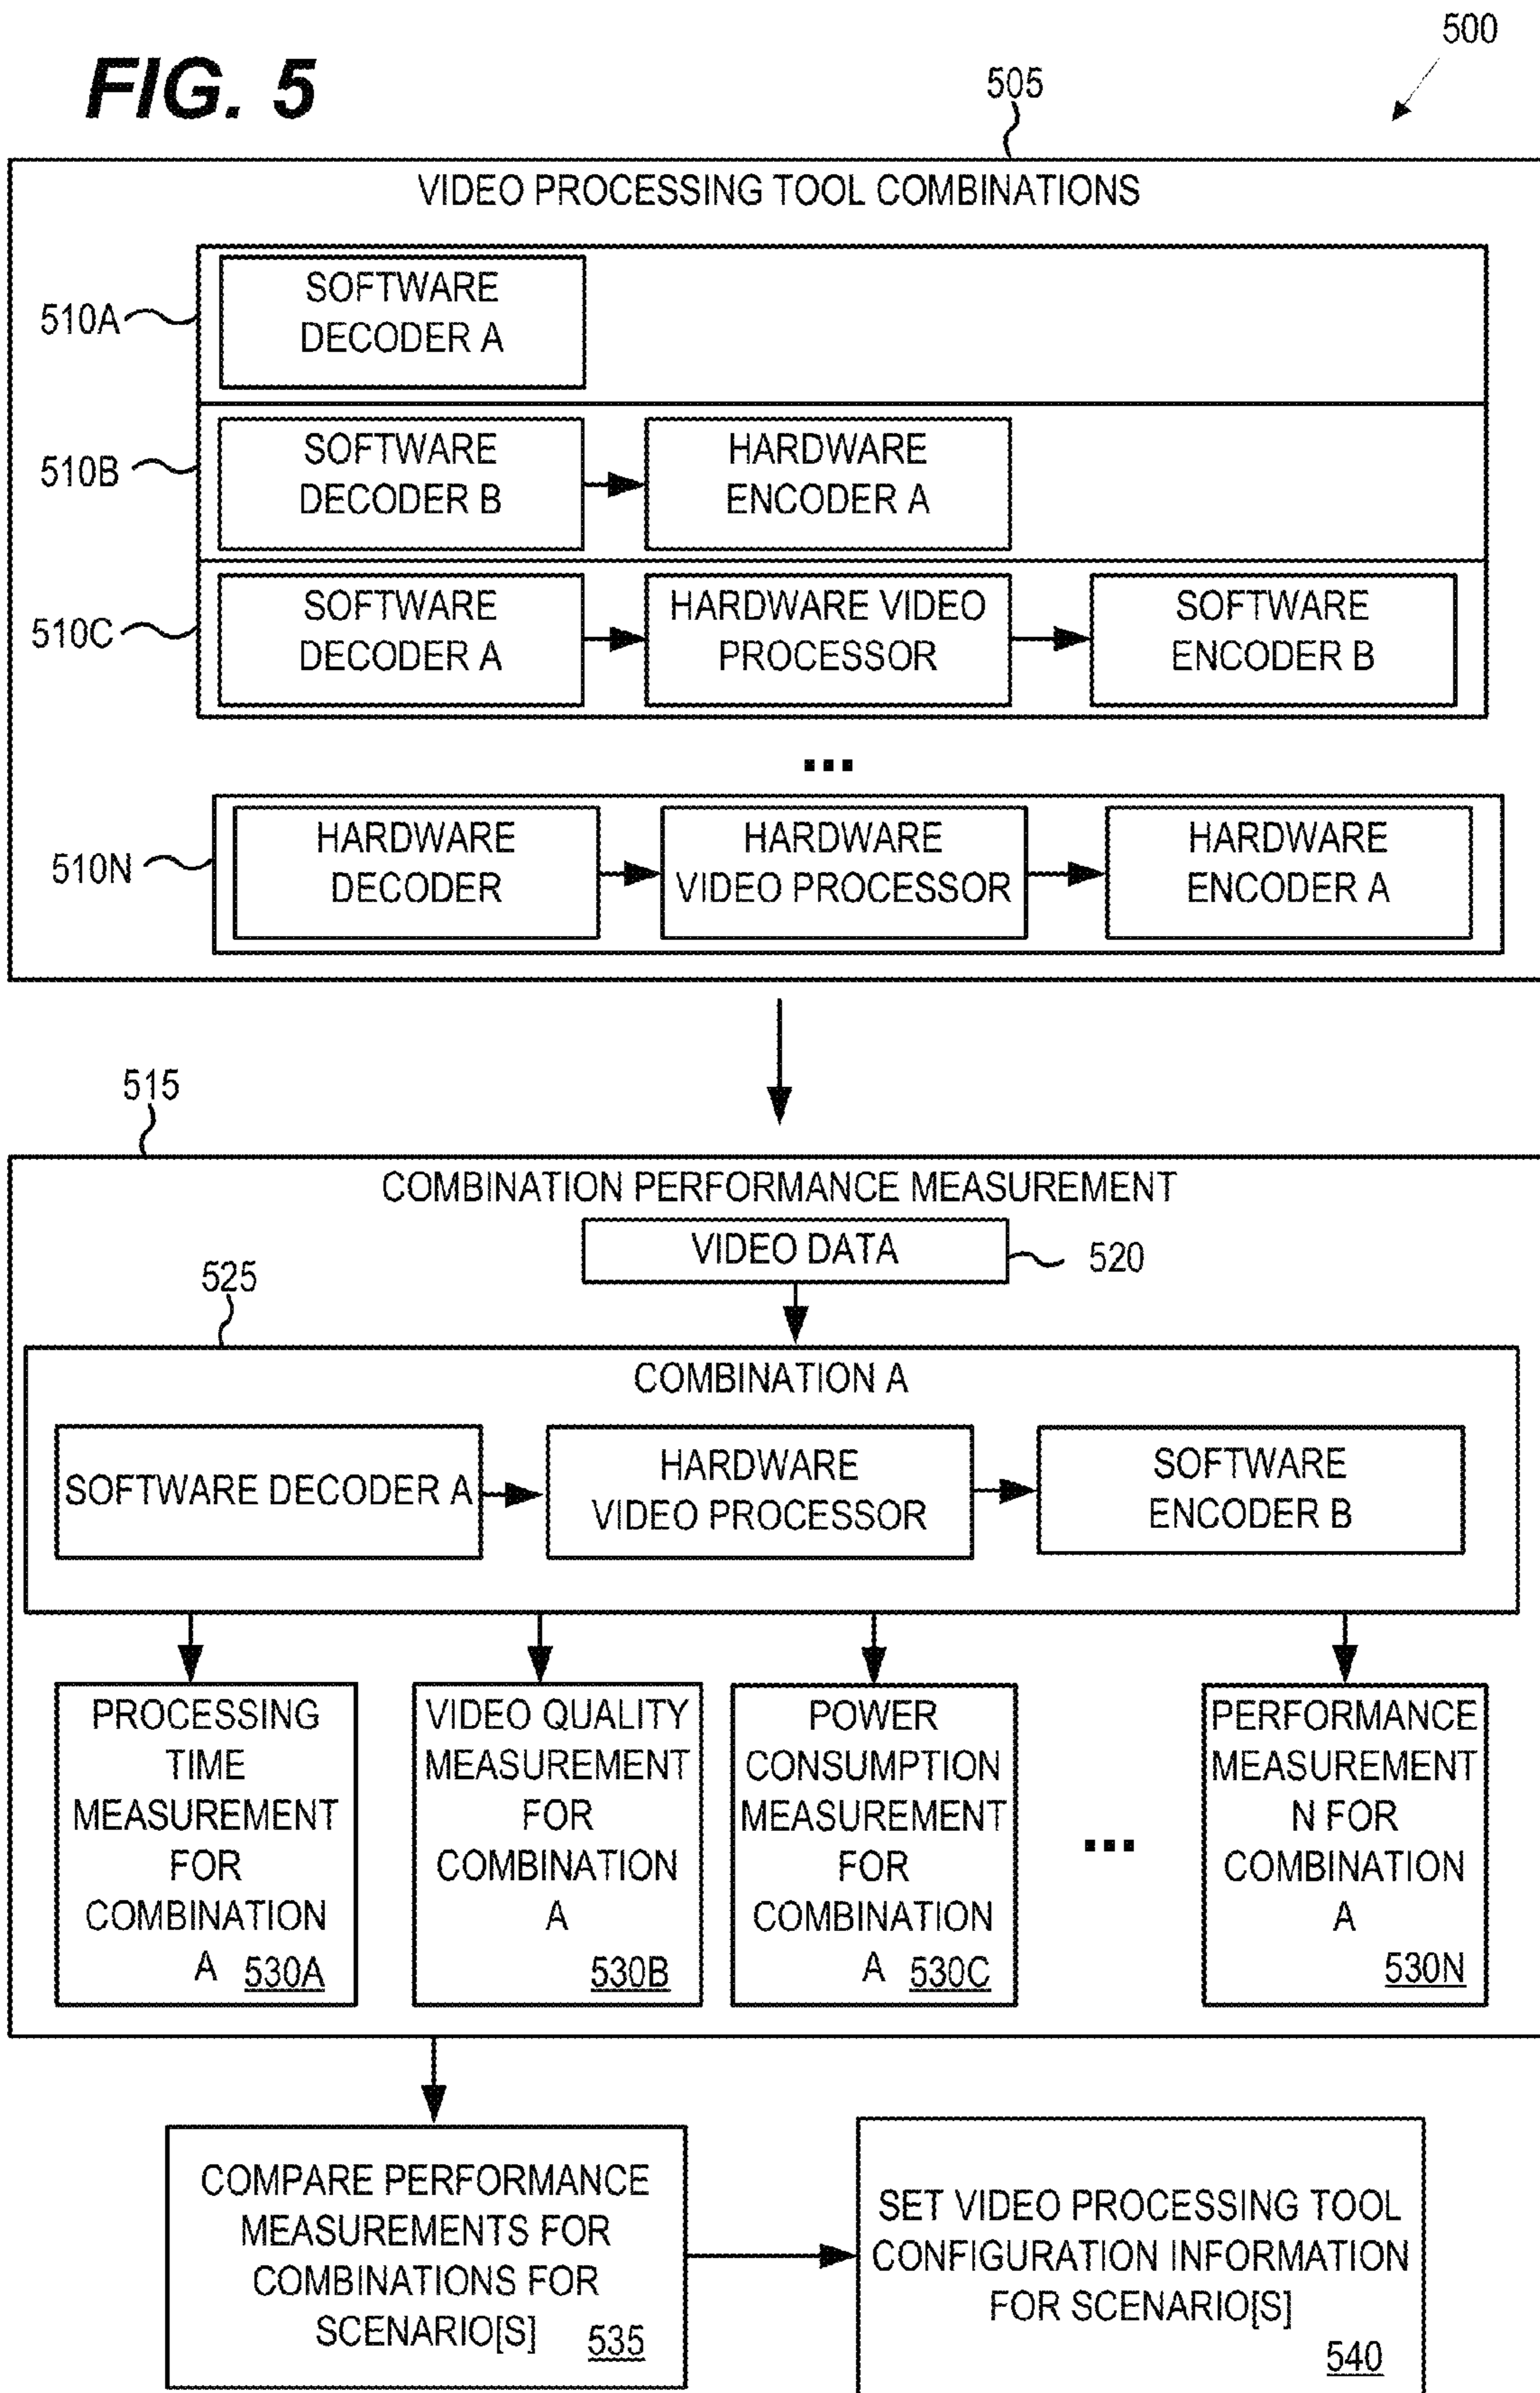 500
FIG. 5
505
VIDEO PROCESSING TOOL COMBINATIONS
510A
SOFTWARE
DECODER A
510B
SOFTWARE
DECODER B
HARDWARE
ENCODER A
510C
SOFTWARE
DECODER A
HARDWARE VIDEO
PROCESSOR
SOFTWARE
ENCODER B
...
510N
HARDWARE
DECODER
HARDWARE
VIDEO PROCESSOR
HARDWARE
ENCODER A
515
COMBINATION PERFORMANCE MEASUREMENT
VIDEO DATA
520
525
COMBINATION A
SOFTWARE DECODER A
HARDWARE
VIDEO PROCESSOR
SOFTWARE
ENCODER B
PROCESSING
TIME
MEASUREMENT
FOR
COMBINATION
A 530A
VIDEO QUALITY
MEASUREMENT
FOR
COMBINATION
A
530B
POWER
CONSUMPTION
MEASUREMENT
FOR
COMBINATION
A 530C
...
PERFORMANCE
MEASUREMENT
N FOR
COMBINATION
A
530N
COMPARE PERFORMANCE
MEASUREMENTS FOR
COMBINATIONS FOR
SCENARIO[S] 535
SET VIDEO PROCESSING TOOL
CONFIGURATION INFORMATION
FOR SCENARIO[S]
540